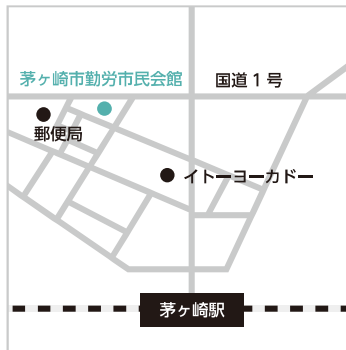 茅ヶ崎市勤労市民会館
国道1号
郵便局
イトーヨーカドー
茅ヶ崎駅